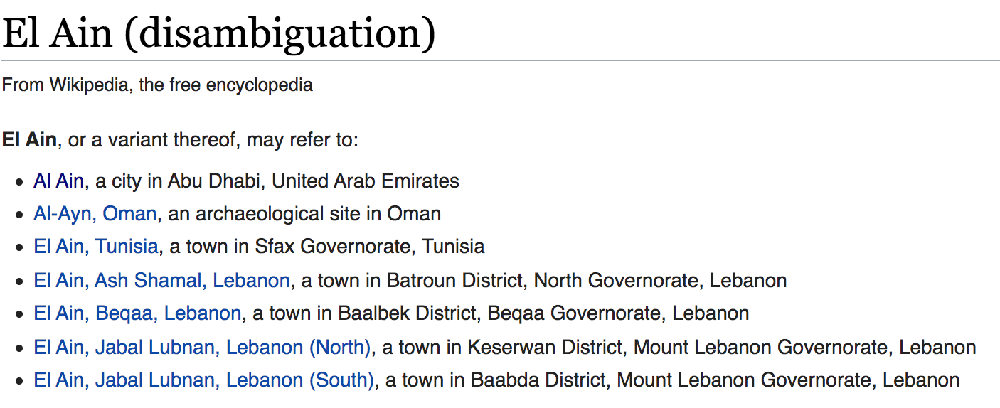 El Ain (disambiguation)
From Wikipedia, the free encyclopedia
El Ain, or a variant thereof, may refer to:
• Al Ain, a city in Abu Dhabi, United Arab Emirates
• Al-Ayn, Oman, an archaeological site in Oman
• El Ain, Tunisia, a town in Sfax Governorate, Tunisia
• El Ain, Ash Shamal, Lebanon, a town in Batroun District, North Governorate, Lebanon
• El Ain, Beqaa, Lebanon, a town in Baalbek District, Beqaa Governorate, Lebanon
• El Ain, Jabal Lubnan, Lebanon (North), a town in Keserwan District, Mount Lebanon Governorate, Lebanon
• El Ain, Jabal Lubnan, Lebanon (South), a town in Baabda District, Mount Lebanon Governorate, Lebanon